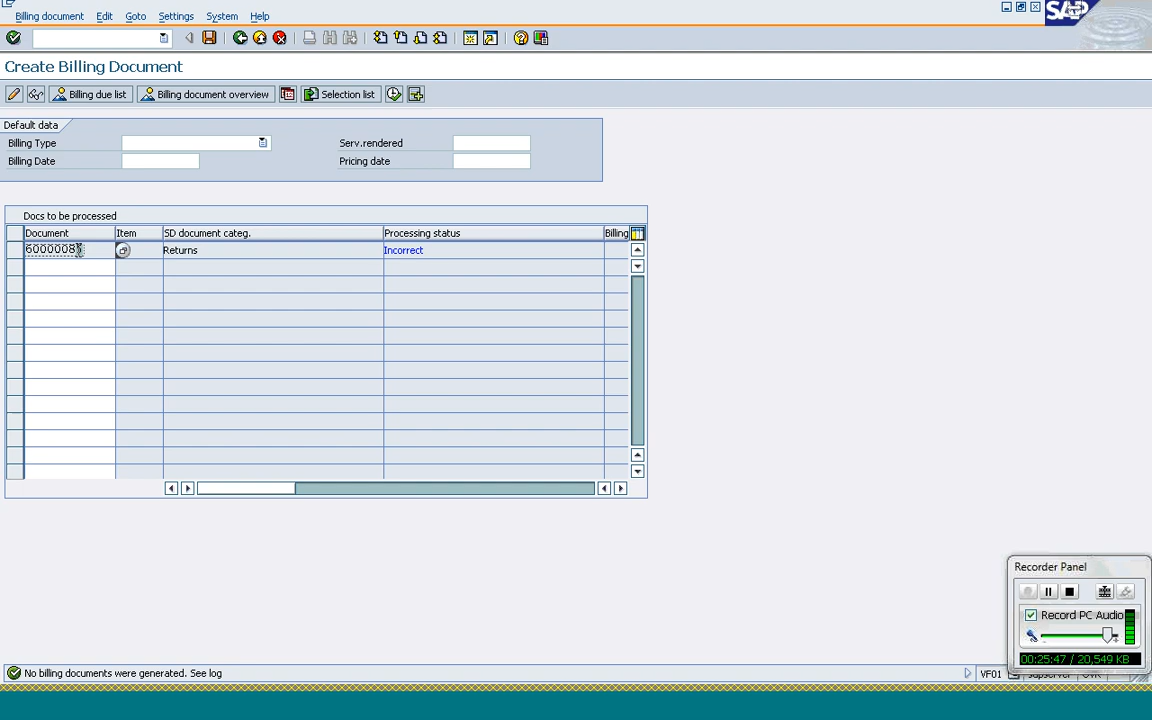 Billing document Edit Goto Settings System Help
SAP
Create Billing Document
Billing due list Billing document overview Selection list
Default data
Billing Type Serv.rendered
Billing Date Pricing date
Docs to be processed
Document Item SD document categ. Processing status Billing
Returns Incorrect
Recorder Panel
Record PC Audio
00:25:47 / 20,549 KB
No billing documents were generated. See log VF01 OVR